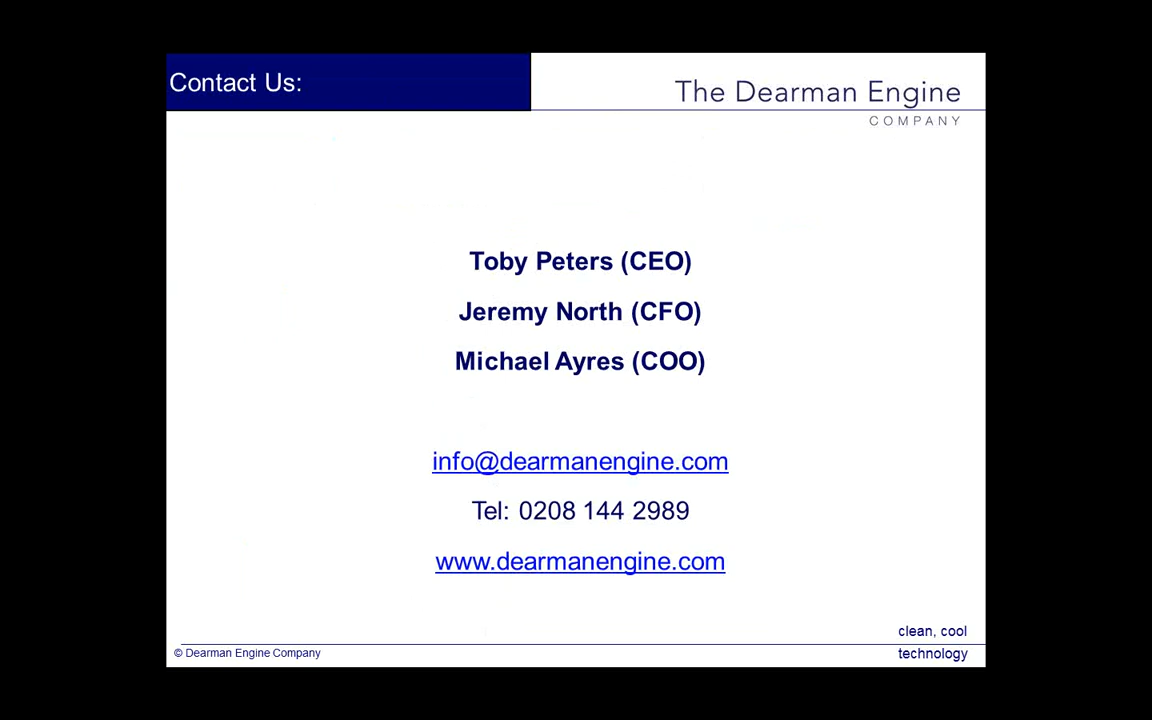 Contact Us:
The Dearman Engine
COMPANY
Toby Peters (CEO)
Jeremy North (CFO)
Michael Ayres (COO)
info@dearmanengine.com
Tel: 0208 144 2989
www.dearmanengine.com
clean, cool
technology
© Dearman Engine Company